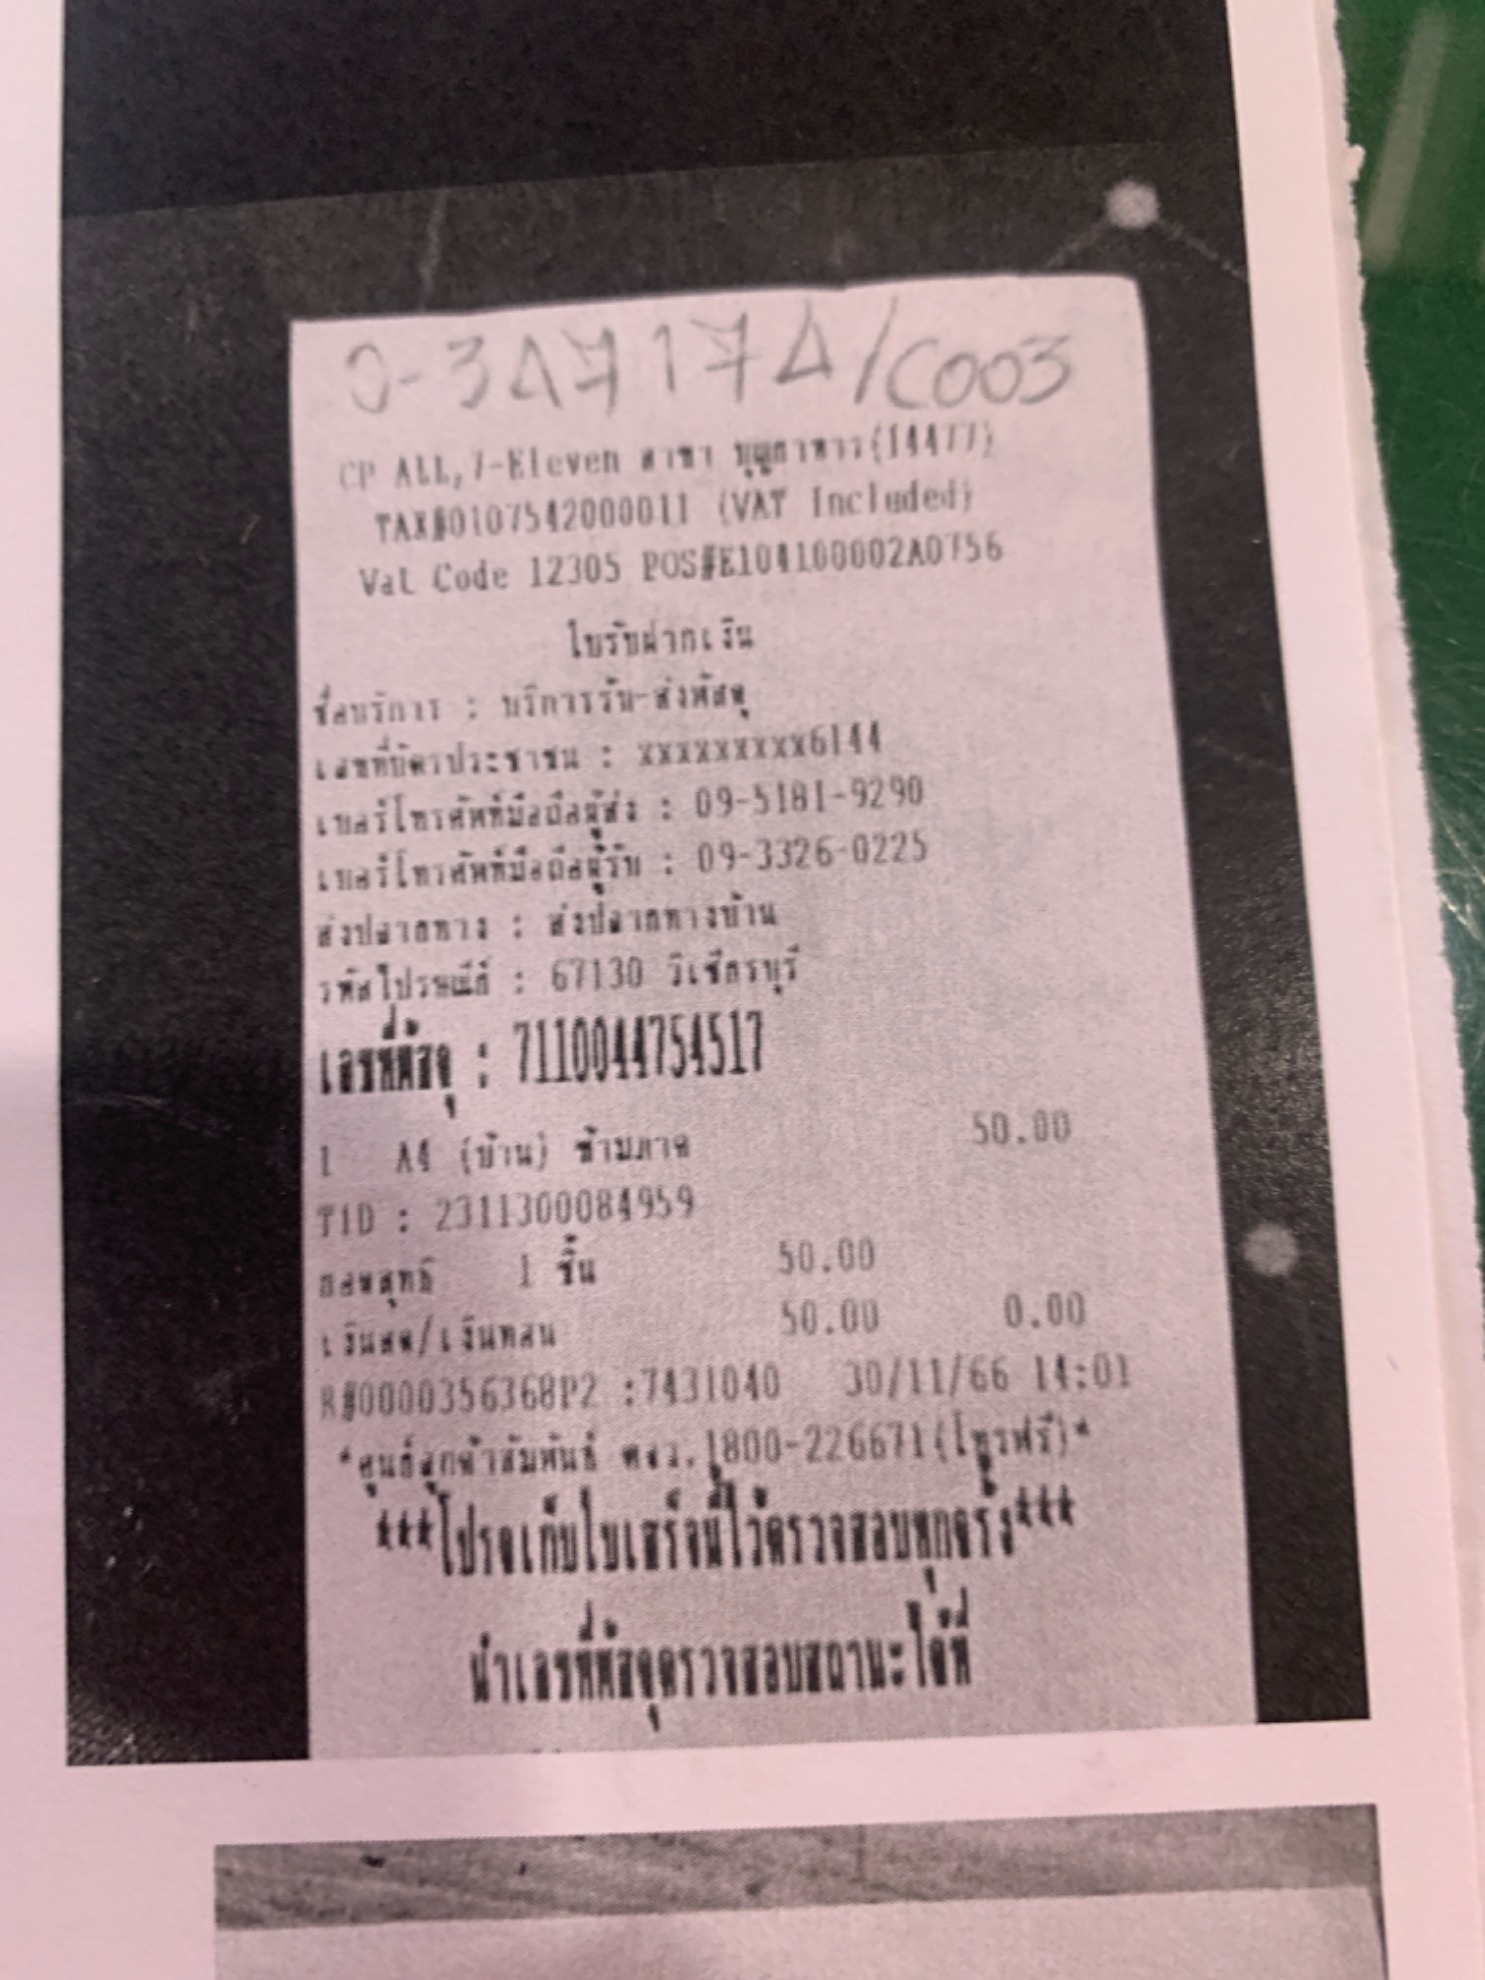 0-347174/C003
CP ALL,7-Eleven สาขา บุญถาวร(14477)
TAX#0107542000011 (VAT Included)
Vat Code 12305 POS#E104100002A0756
ใบรับฝากเงิน
ชื่อบริการ : บริการรับ-ส่งพัสดุ
เลขที่บัตรประชาชน : xxxxxxxxx6144
เบอร์โทรศัพท์มือถือผู้ส่ง : 09-5181-9290
เบอร์โทรศัพท์มือถือผู้รับ : 09-3326-0225
ส่งปลายทาง : ส่งปลายทางบ้าน
รหัสไปรษณีย์ : 67130 วิเชียรบุรี
เลขที่พัสดุ : 7110044754517
1 A4 (บ้าน) ข้ามภาค 50.00
TID : 2311300084959
ยอดสุทธิ 1 ชิ้น 50.00
เงินสด/เงินทอน 50.00 0.00
R#0000356368P2 :7431040 30/11/66 14:01
*ศูนย์ลูกค้าสัมพันธ์ 1800-226671(โทรฟรี)*
***โปรดเก็บใบเสร็จนี้ไว้ตรวจสอบทุกครั้ง***
นำเลขที่พัสดุตรวจสอบสถานะได้ที่